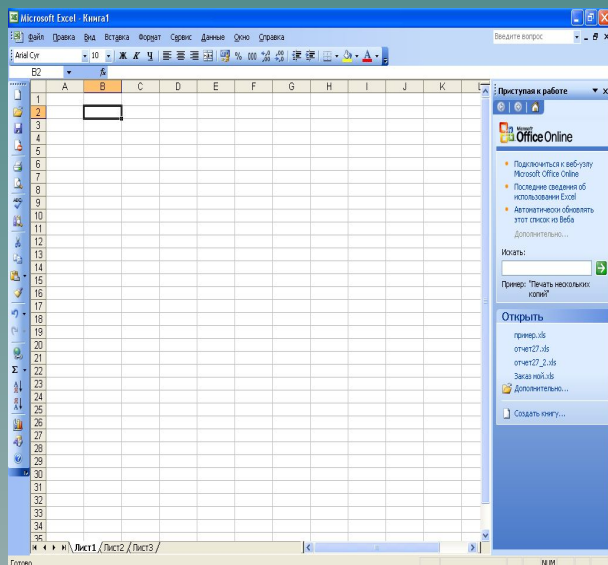 Microsoft Excel - Книга1
Файл Правка Вид Вставка Формат Сервис Данные Окно Справка
Введите вопрос
Arial Cyr 10 Ж К Ч % 000
B2 fx
A B C D E F G H I J K L
1
2
3
4
5
6
7
8
9
10
11
12
13
14
15
16
17
18
19
20
21
22
23
24
25
26
27
28
29
30
31
32
33
34
35
Лист1 Лист2 Лист3
Готово
NUM
Приступая к работе
Microsoft
Office Online
Подключиться к веб-узлу
Microsoft Office Online
Последние сведения об
использовании Excel
Автоматически обновлять
этот список из Веба
Дополнительно...
Искать:
Пример: "Печать нескольких
копий"
Открыть
пример.xls
отчет27.xls
отчет27_2.xls
Заказ мой.xls
Дополнительно...
Создать книгу...